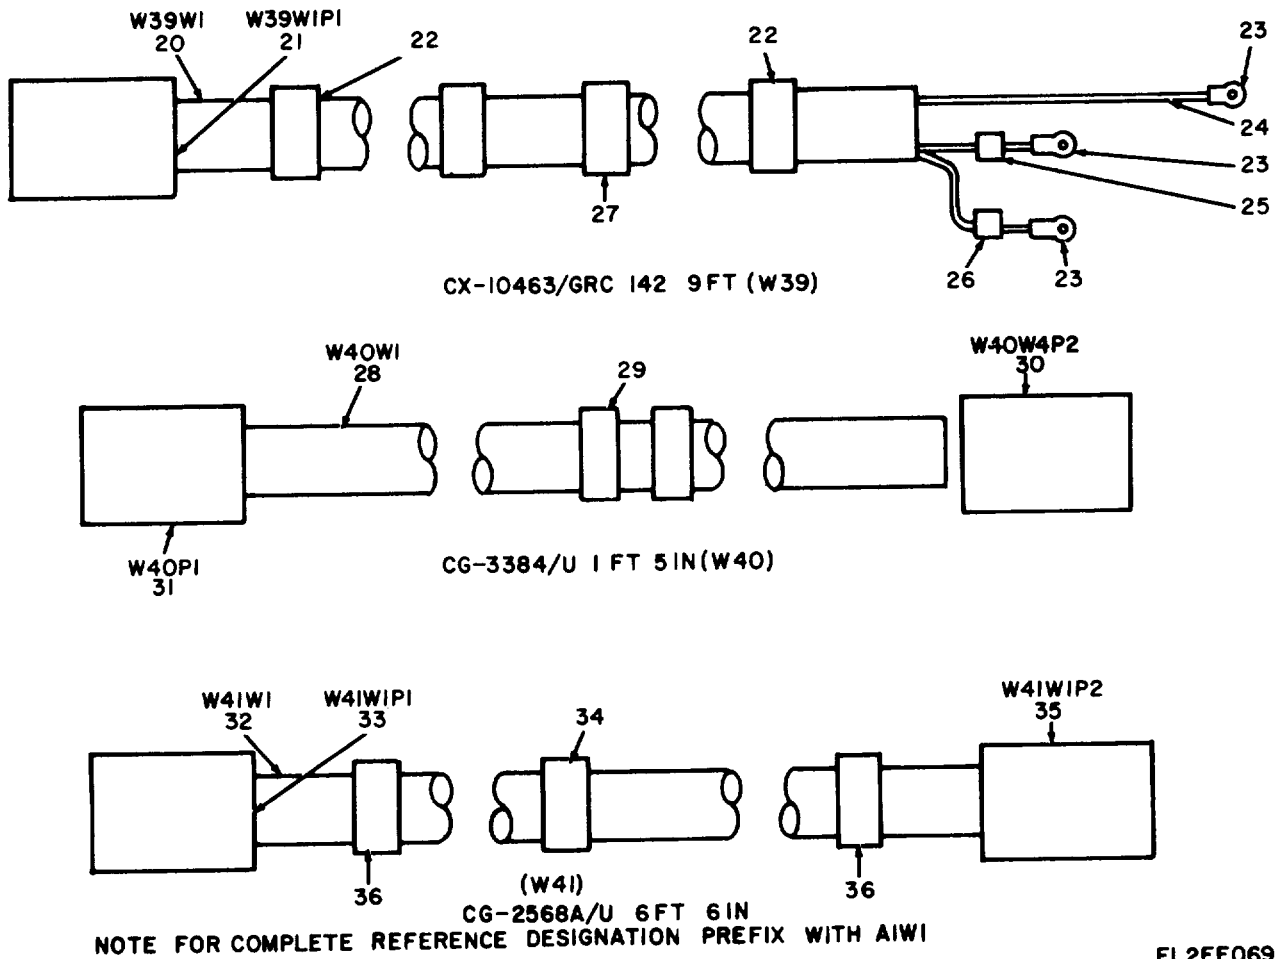 W39W1 W39W1P1
20 21 22 22 23
24
23
25
27
26 23
CX-10463/GRC 142 9FT (W39)
W40W1
28
29
W40W4P2
30
W40P1
31
CG-3384/U 1 FT 5IN(W40)
W41W1
32
W41W1P1
33
34
W41W1P2
35
36
36
(W41)
CG-2568A/U 6FT 6IN
NOTE FOR COMPLETE REFERENCE DESIGNATION PREFIX WITH A1W1